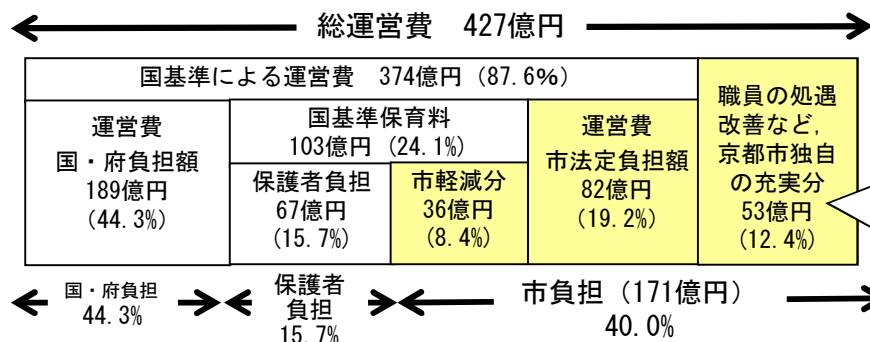 総運営費 427億円
国基準による運営費 374億円（87.6%）
運営費
国・府負担額
189億円
（44.3%）
国基準保育料
103億円（24.1%）
保護者負担
67億円
（15.7%）
市軽減分
36億円
（8.4%）
運営費
市法定負担額
82億円
（19.2%）
職員の処遇
改善など，
京都市独自
の充実分
53億円
（12.4%）
国・府負担
44.3%
保護者
負担
15.7%
市負担（171億円）
40.0%